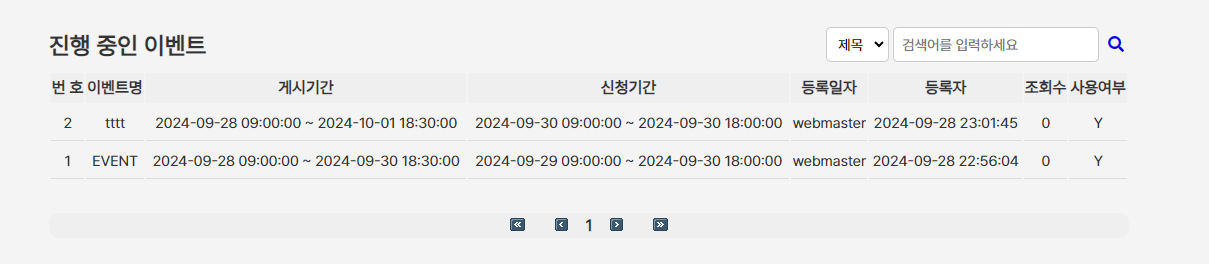 진행 중인 이벤트
제목 검색어를 입력하세요
번 호 이벤트명 게시기간 신청기간 등록일자 등록자 조회수 사용여부
2 tttt 2024-09-28 09:00:00 ~ 2024-10-01 18:30:00 2024-09-30 09:00:00 ~ 2024-09-30 18:00:00 webmaster 2024-09-28 23:01:45 0 Y
1 EVENT 2024-09-28 09:00:00 ~ 2024-09-30 18:30:00 2024-09-29 09:00:00 ~ 2024-09-30 18:00:00 webmaster 2024-09-28 22:56:04 0 Y
1